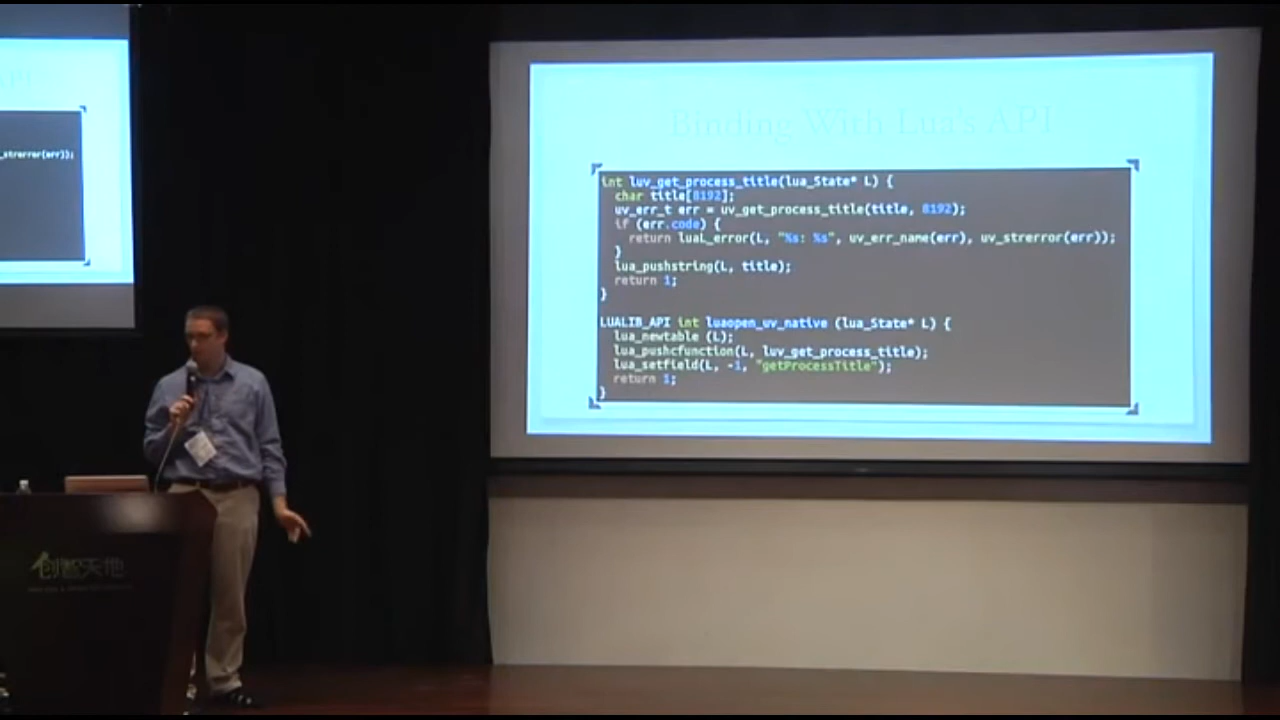 _strerror(err));
Binding With Lua's API
int luv_get_process_title(lua_State* L) {
char title[8192];
uv_err_t err = uv_get_process_title(title, 8192);
if (err.code) {
return luaL_error(L, "%s: %s", uv_err_name(err), uv_strerror(err));
}
lua_pushstring(L, title);
return 1;
}
LUALIB_API int luaopen_uv_native (lua_State* L) {
lua_newtable (L);
lua_pushcfunction(L, luv_get_process_title);
lua_setfield(L, -1, "getProcessTitle");
return 1;
}
创智天地